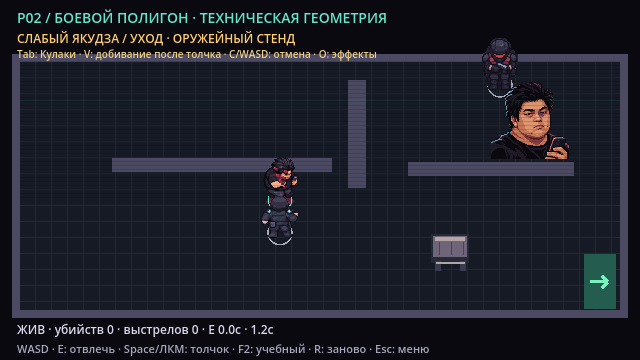 P02 / БОЕВОЙ ПОЛИГОН · ТЕХНИЧЕСКАЯ ГЕОМЕТРИЯ
СЛАБЫЙ ЯКУДЗА / УХОД · ОРУЖЕЙНЫЙ СТЕНД
Tab: Кулаки · V: добивание после толчка · C/WASD: отмена · O: эффекты
ЖИВ · убийств 0 · выстрелов 0 · E 0.0с · 1.2с
WASD · E: отвлечь · Space/ЛКМ: толчок · F2: учебный · R: заново · Esc: меню